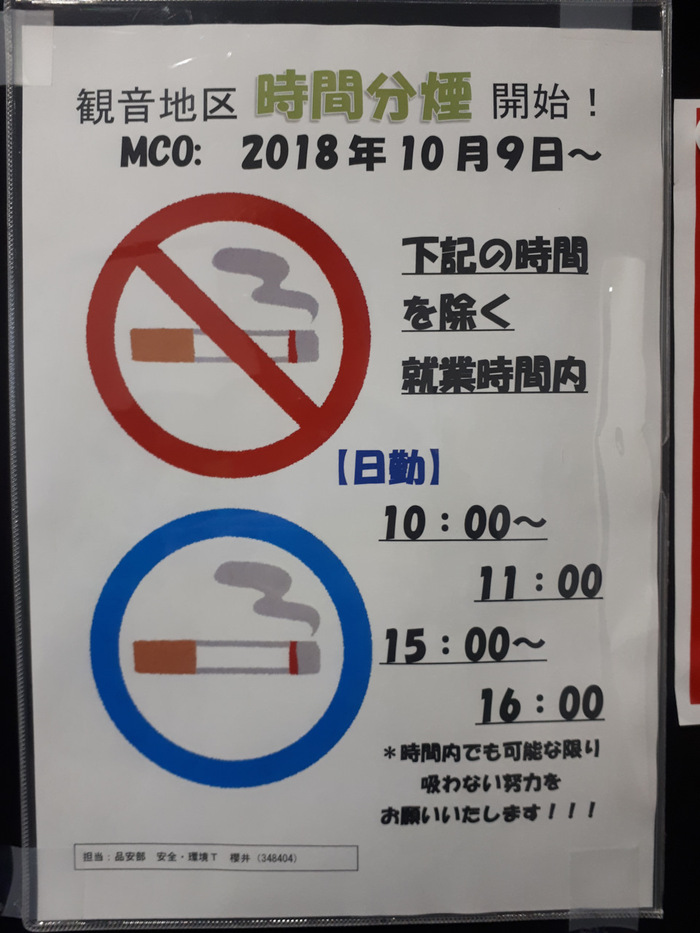 観音地区 時間分煙 開始！
MCO: 2018年10月9日～
下記の時間
を除く
就業時間内
【日勤】
10：00～
11：00
15：00～
16：00
＊時間内でも可能な限り
吸わない努力を
お願いいたします！！！
担当：品安部 安全・環境T 櫻井（348404）